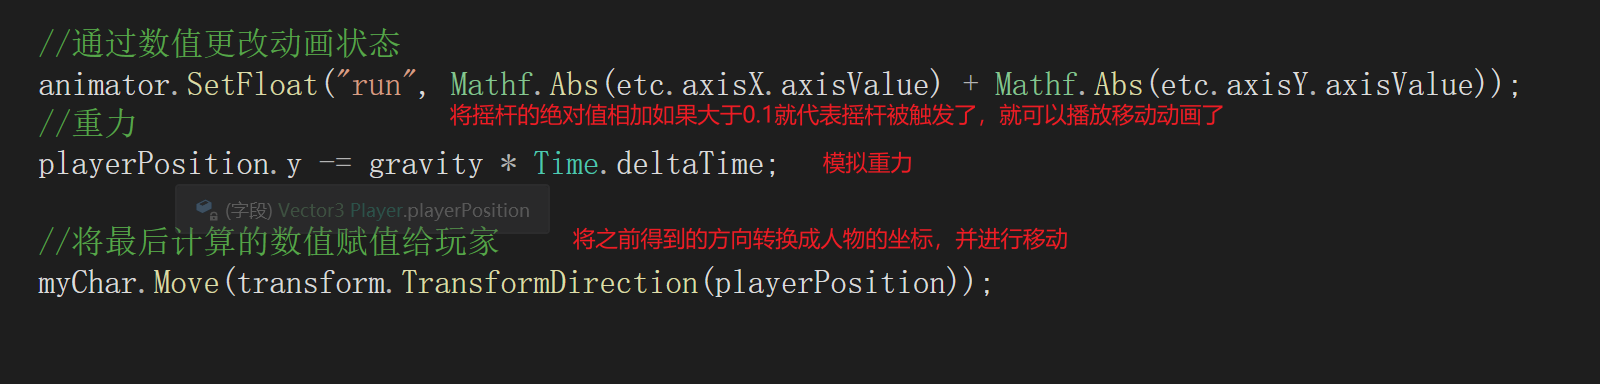 //通过数值更改动画状态
animator.SetFloat("run", Mathf.Abs(etc.axisX.axisValue) + Mathf.Abs(etc.axisY.axisValue));
将摇杆的绝对值相加如果大于0.1就代表摇杆被触发了，就可以播放移动动画了
//重力
playerPosition.y -= gravity * Time.deltaTime; 模拟重力
(字段) Vector3 Player.playerPosition
//将最后计算的数值赋值给玩家 将之前得到的方向转换成人物的坐标，并进行移动
myChar.Move(transform.TransformDirection(playerPosition));